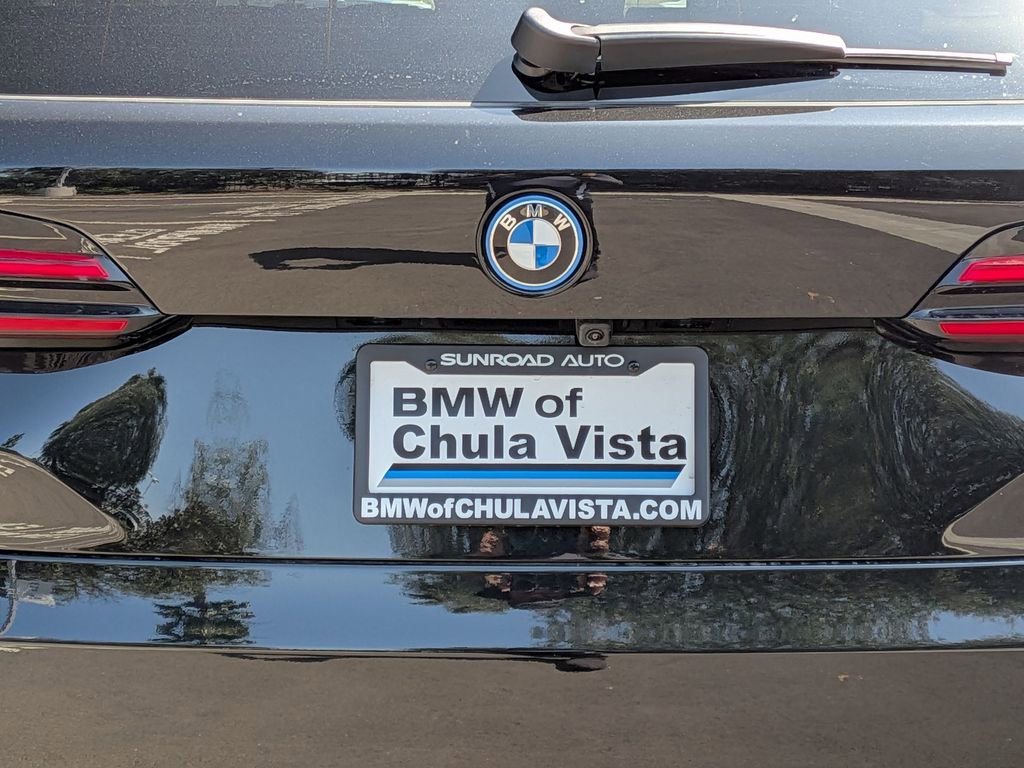 BMW
SUNROAD AUTO
BMW of
Chula Vista
BMWofCHULAVISTA.COM